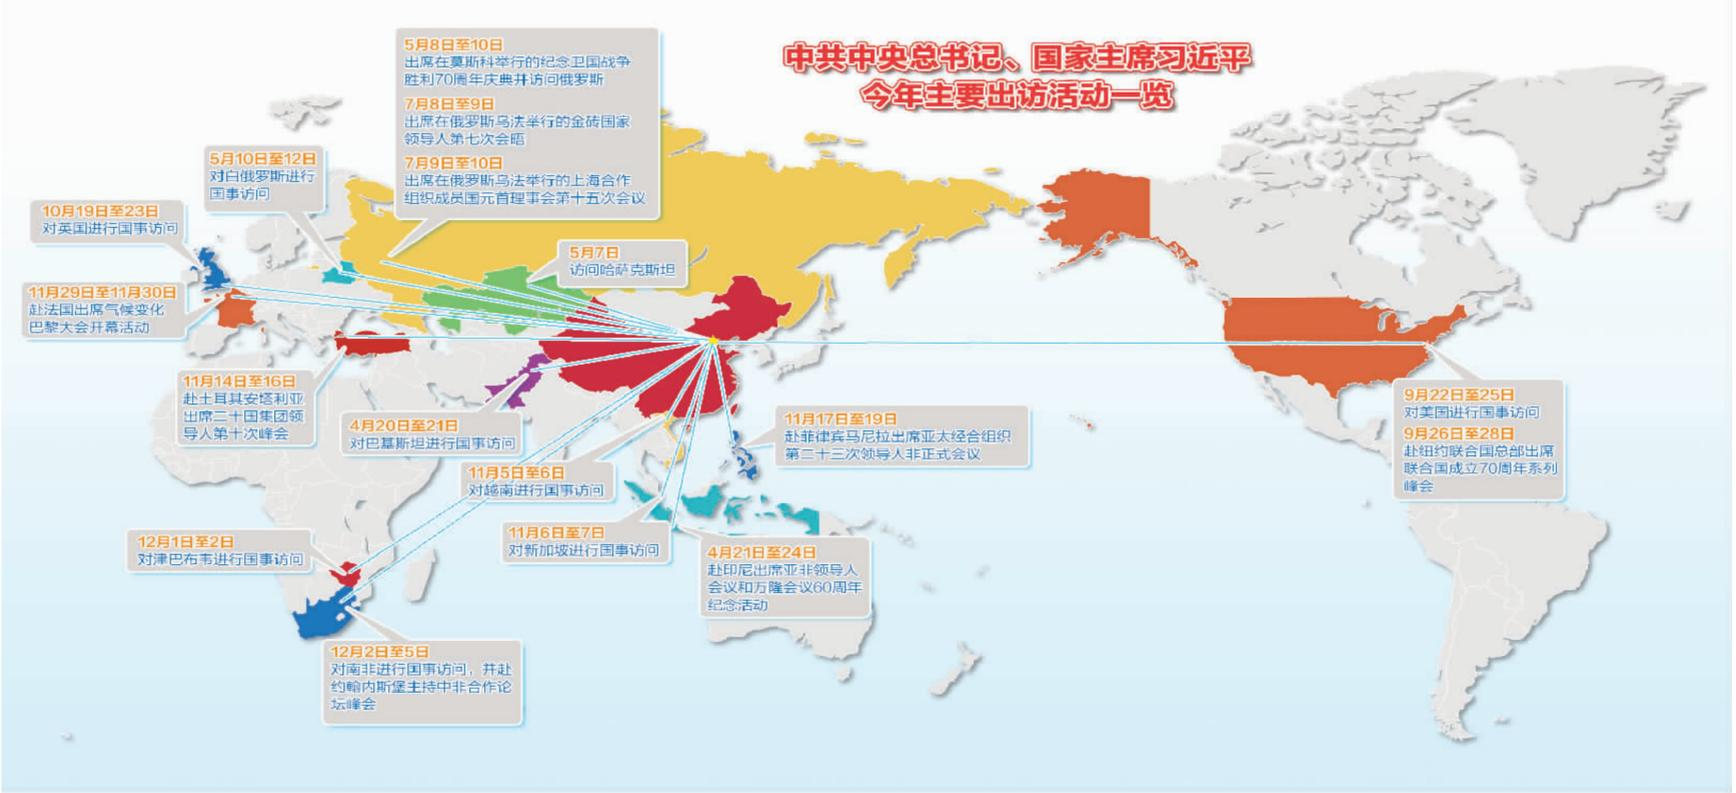 中共中央总书记、国家主席习近平
今年主要出访活动一览
5月8日至10日
出席在莫斯科举行的纪念卫国战争
胜利70周年庆典并访问俄罗斯
7月8日至9日
出席在俄罗斯乌法举行的金砖国家
领导人第七次会晤
7月9日至10日
出席在俄罗斯乌法举行的上海合作
组织成员国元首理事会第十五次会议
5月10日至12日
对白俄罗斯进行
国事访问
10月19日至23日
对英国进行国事访问
5月7日
访问哈萨克斯坦
11月29日至11月30日
赴法国出席气候变化
巴黎大会开幕活动
11月14日至16日
赴土耳其安塔利亚
出席二十国集团领
导人第十次峰会
4月20日至21日
对巴基斯坦进行国事访问
11月17日至19日
赴菲律宾马尼拉出席亚太经合组织
第二十三次领导人非正式会议
9月22日至25日
对美国进行国事访问
9月26日至28日
赴纽约联合国总部出席
联合国成立70周年系列
峰会
11月5日至6日
对越南进行国事访问
11月6日至7日
对新加坡进行国事访问
4月21日至24日
赴印尼出席亚非领导人
会议和万隆会议60周年
纪念活动
12月1日至2日
对津巴布韦进行国事访问
12月2日至5日
对南非进行国事访问，并赴
约翰内斯堡主持中非合作论
坛峰会